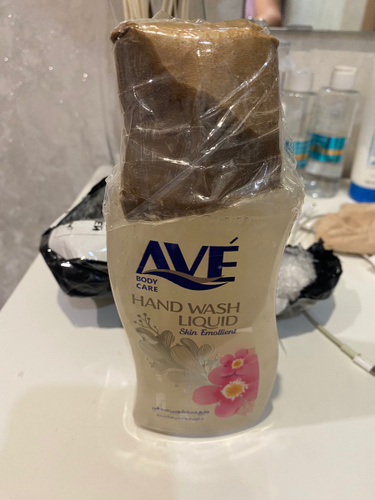 AVÉ
BODY
CARE
HAND WASH
LIQUID
Skin Emollient